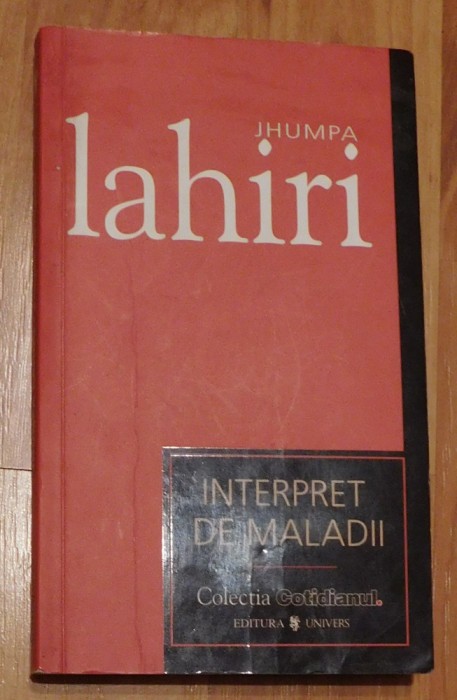 JHUMPA
lahiri
INTERPRET
DE MALADII
Colecția Cotidianul.
EDITURA UNIVERS